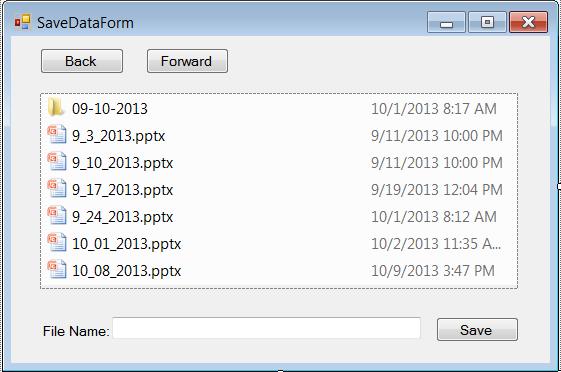 SaveDataForm
Back Forward
09-10-2013 10/1/2013 8:17 AM
9_3_2013.pptx 9/11/2013 10:00 PM
9_10_2013.pptx 9/11/2013 10:00 PM
9_17_2013.pptx 9/19/2013 12:04 PM
9_24_2013.pptx 10/1/2013 8:12 AM
10_01_2013.pptx 10/2/2013 11:35 A...
10_08_2013.pptx 10/9/2013 3:47 PM
File Name: Save